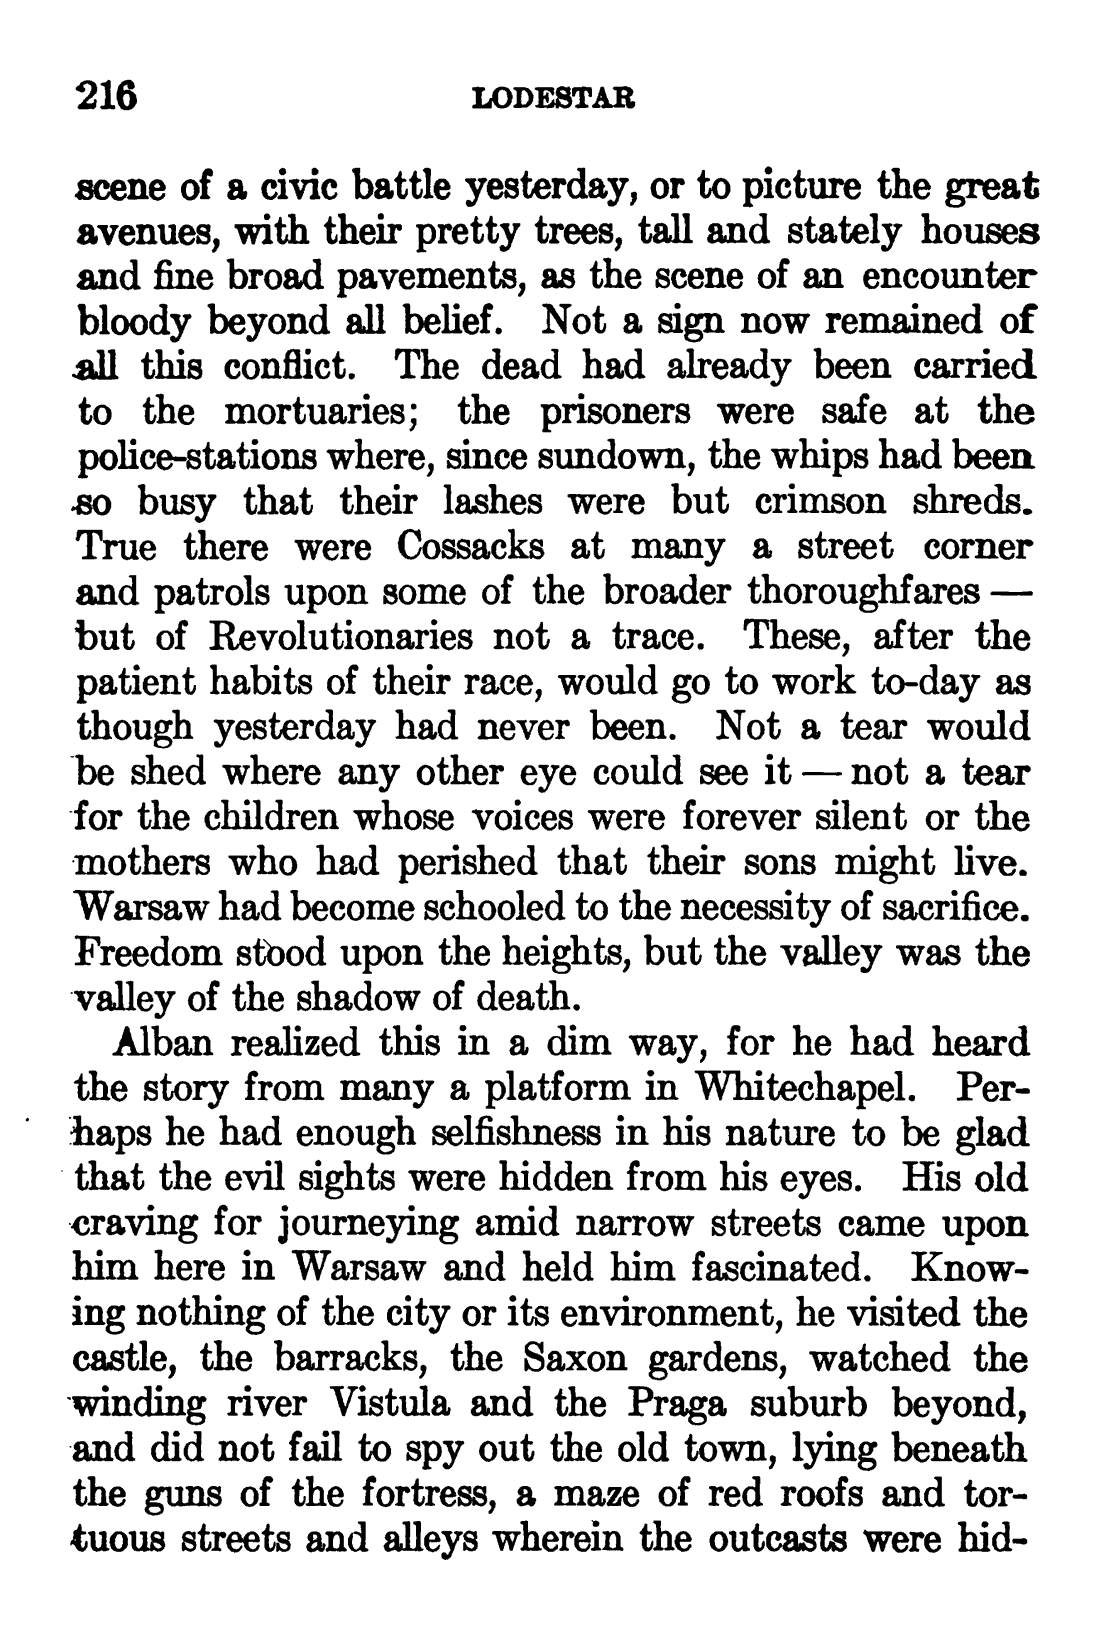 216 LODESTAR
scene of a civic battle yesterday, or to picture the great
avenues, with their pretty trees, tall and stately houses
and fine broad pavements, as the scene of an encounter
bloody beyond all belief. Not a sign now remained of
all this conflict. The dead had already been carried
to the mortuaries; the prisoners were safe at the
police-stations where, since sundown, the whips had been
so busy that their lashes were but crimson shreds.
True there were Cossacks at many a street corner
and patrols upon some of the broader thoroughfares —
but of Revolutionaries not a trace. These, after the
patient habits of their race, would go to work to-day as
though yesterday had never been. Not a tear would
be shed where any other eye could see it — not a tear
for the children whose voices were forever silent or the
mothers who had perished that their sons might live.
Warsaw had become schooled to the necessity of sacrifice.
Freedom stood upon the heights, but the valley was the
valley of the shadow of death.
Alban realized this in a dim way, for he had heard
the story from many a platform in Whitechapel. Per-
haps he had enough selfishness in his nature to be glad
that the evil sights were hidden from his eyes. His old
craving for journeying amid narrow streets came upon
him here in Warsaw and held him fascinated. Know-
ing nothing of the city or its environment, he visited the
castle, the barracks, the Saxon gardens, watched the
winding river Vistula and the Praga suburb beyond,
and did not fail to spy out the old town, lying beneath
the guns of the fortress, a maze of red roofs and tor-
tuous streets and alleys wherein the outcasts were hid-